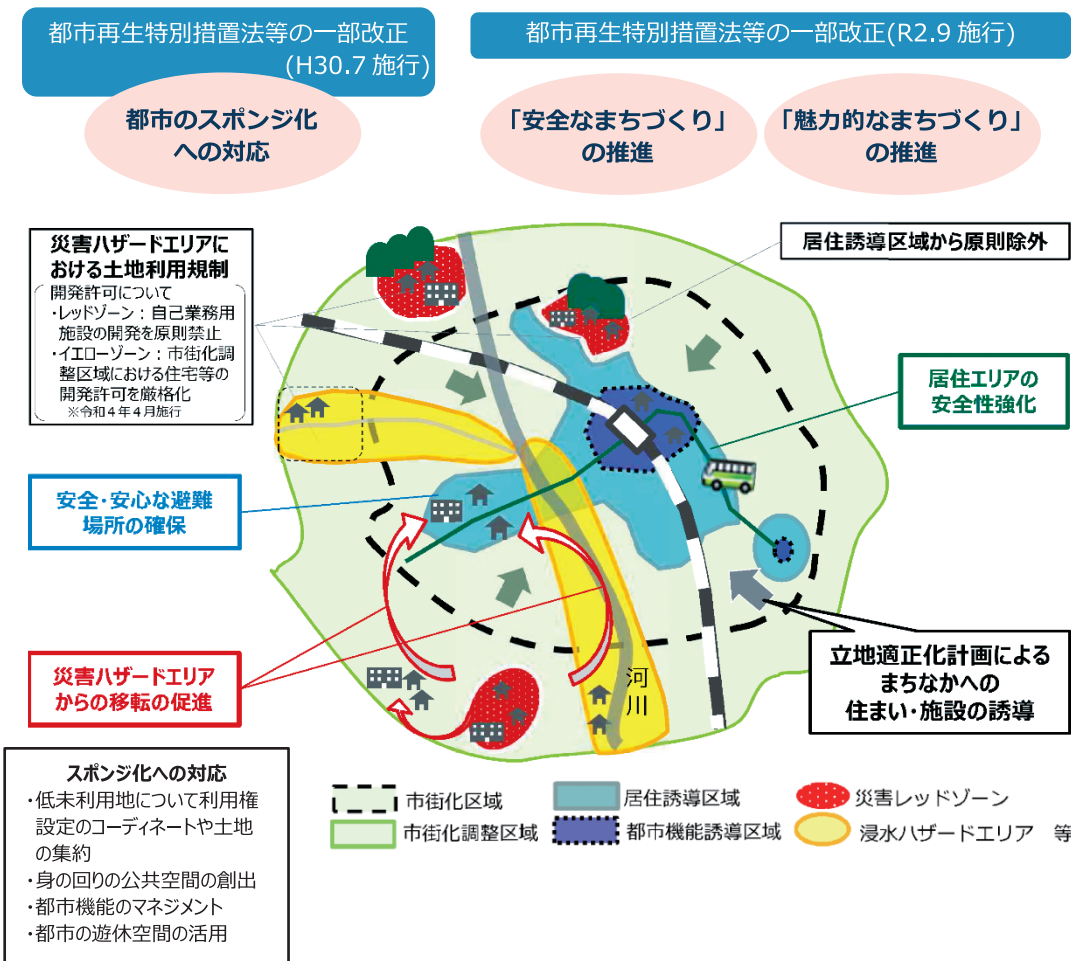 都市再生特別措置法等の一部改正
(H30.7 施行)
都市再生特別措置法等の一部改正(R2.9 施行)
都市のスポンジ化
への対応
「安全なまちづくり」
の推進
「魅力的なまちづくり」
の推進
災害ハザードエリアに
おける土地利用規制
開発許可について
・レッドゾーン：自己業務用
施設の開発を原則禁止
・イエローゾーン：市街化調
整区域における住宅等の
開発許可を厳格化
※令和４年４月施行
居住誘導区域から原則除外
居住エリアの
安全性強化
安全・安心な避難
場所の確保
災害ハザードエリア
からの移転の促進
河川
立地適正化計画による
まちなかへの
住まい・施設の誘導
スポンジ化への対応
・低未利用地について利用権
設定のコーディネートや土地
の集約
・身の回りの公共空間の創出
・都市機能のマネジメント
・都市の遊休空間の活用
市街化区域
居住誘導区域
災害レッドゾーン
市街化調整区域
都市機能誘導区域
浸水ハザードエリア　等